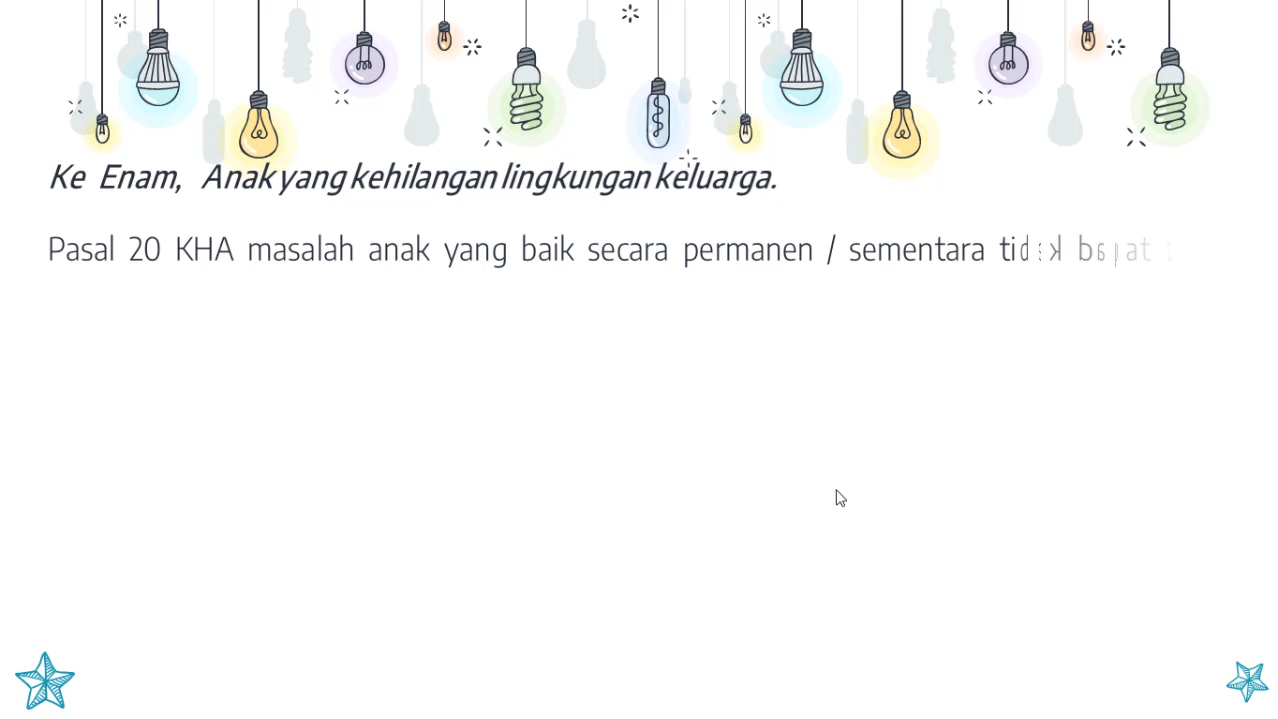 Ke Enam, Anak yang kehilangan lingkungan keluarga.
Pasal 20 KHA masalah anak yang baik secara permanen / sementara